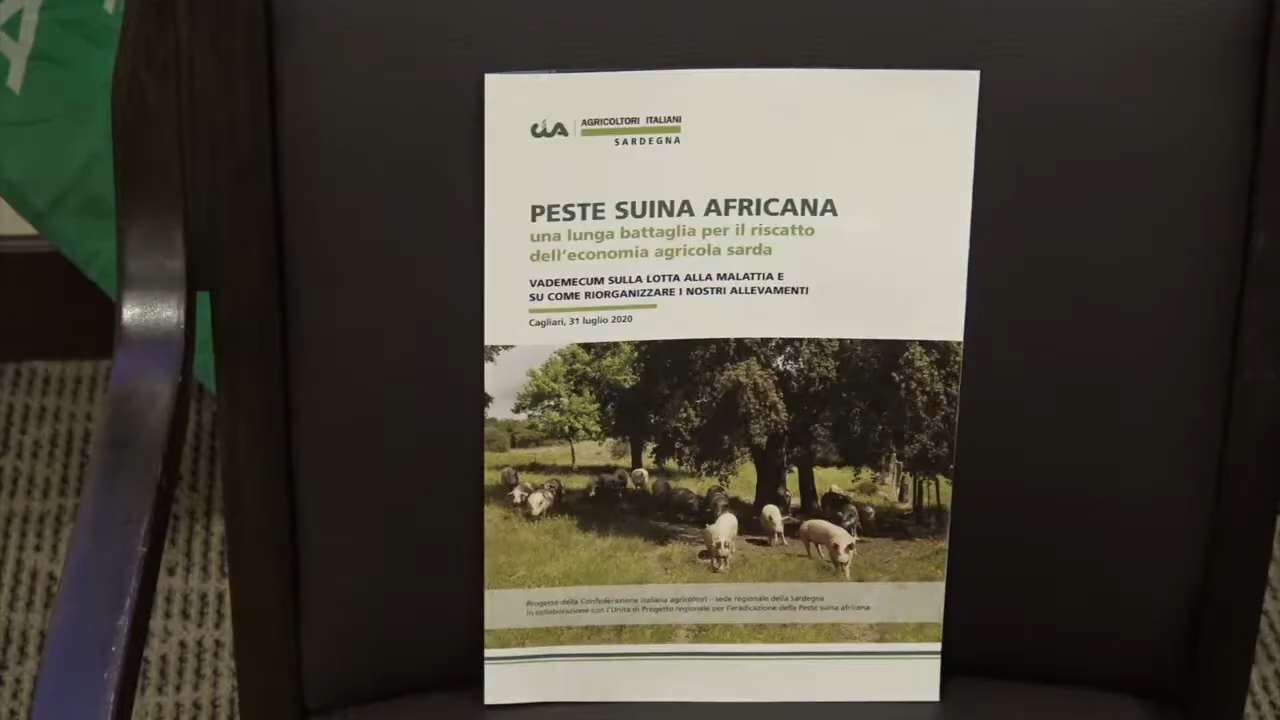 A
CIA
AGRICOLTORI ITALIANI
SARDEGNA
PESTE SUINA AFRICANA
una lunga battaglia per il riscatto
dell'economia agricola sarda
VADEMECUM SULLA LOTTA ALLA MALATTIA E
SU COME RIORGANIZZARE I NOSTRI ALLEVAMENTI
Cagliari, 31 luglio 2020
Progetto della Confederazione italiana agricoltori - sede regionale della Sardegna
in collaborazione con l'Unità di Progetto regionale per l'eradicazione della Peste suina africana